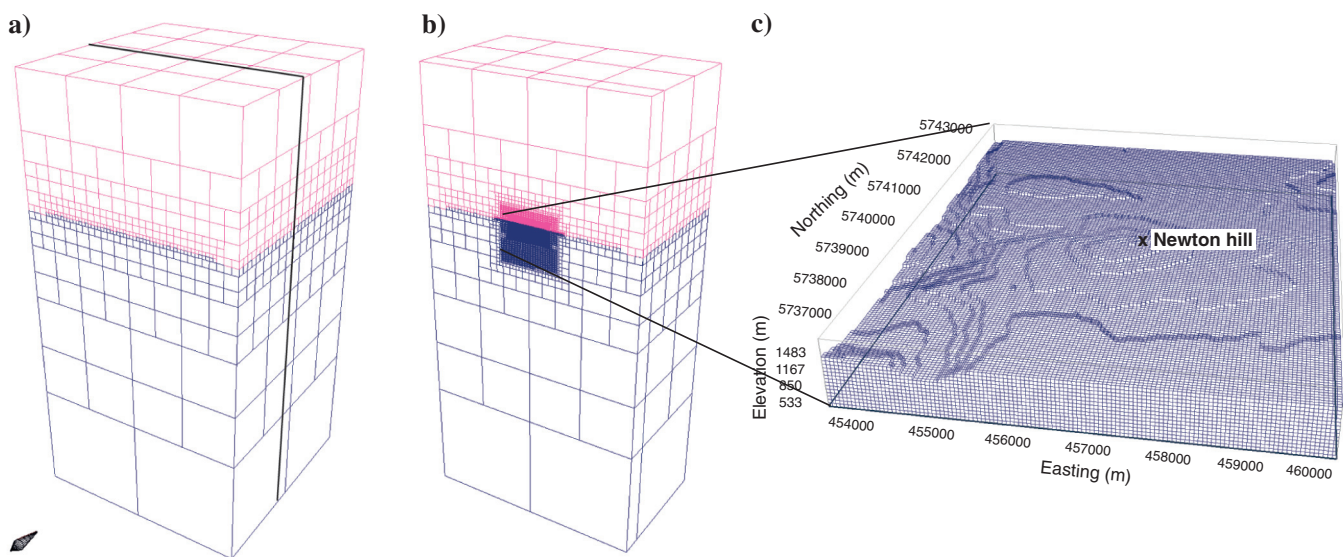 a)
b)
c)
5743000
5742000
5741000
5740000
5739000
5738000
5737000
Northing (m)
x Newton hill
Elevation (m)
1483
1167
850
533
454000
455000
456000
457000
458000
459000
460000
Easting (m)